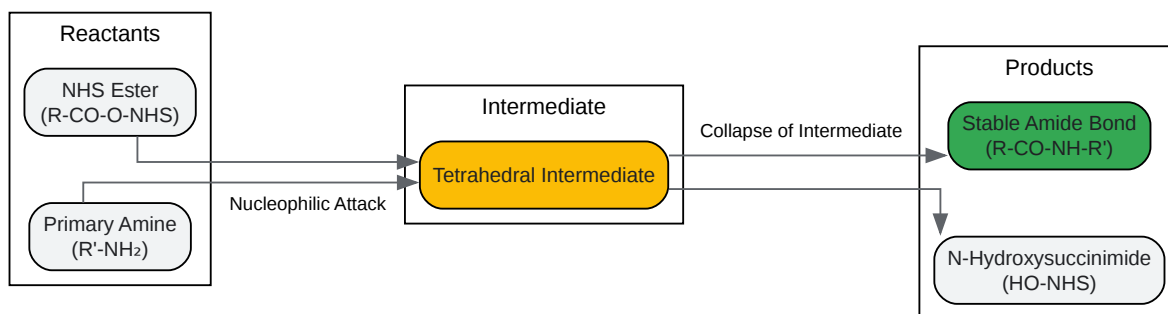 Reactants
NHS Ester
(R-CO-O-NHS)
Primary Amine
(R'-NH₂)
Nucleophilic Attack
Intermediate
Tetrahedral Intermediate
Collapse of Intermediate
Products
Stable Amide Bond
(R-CO-NH-R')
N-Hydroxysuccinimide
(HO-NHS)